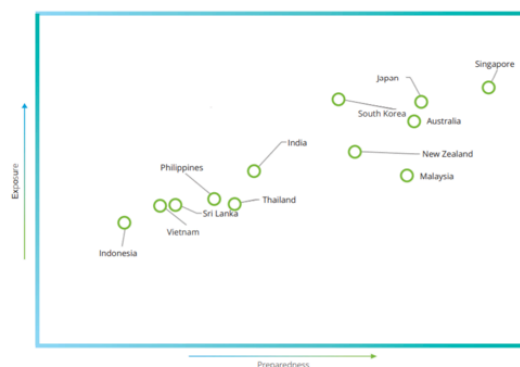 Singapore
Japan
South Korea
Australia
India
New Zealand
Philippines
Malaysia
Thailand
Sri Lanka
Vietnam
Indonesia
Exposure
Preparedness